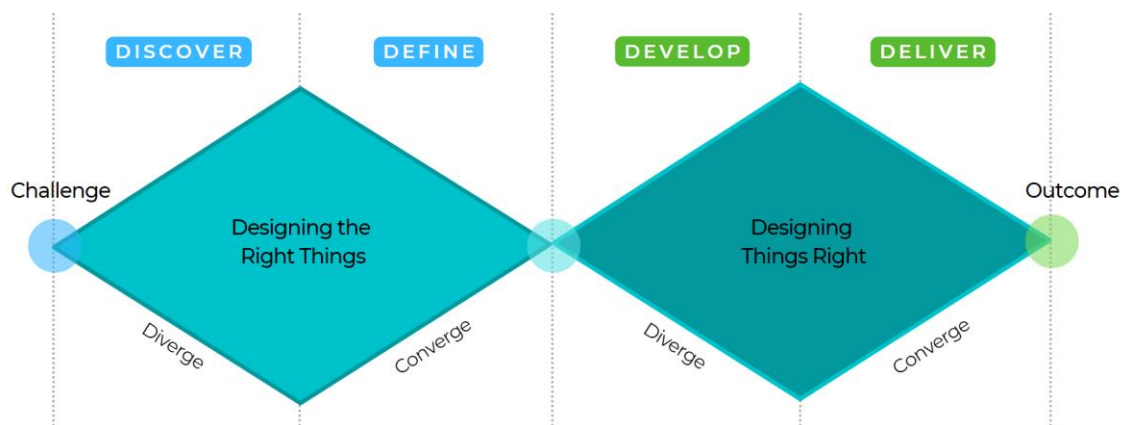 DISCOVER
DEFINE
DEVELOP
DELIVER
Challenge
Outcome
Designing the
Right Things
Designing
Things Right
Diverge
Converge
Diverge
Converge